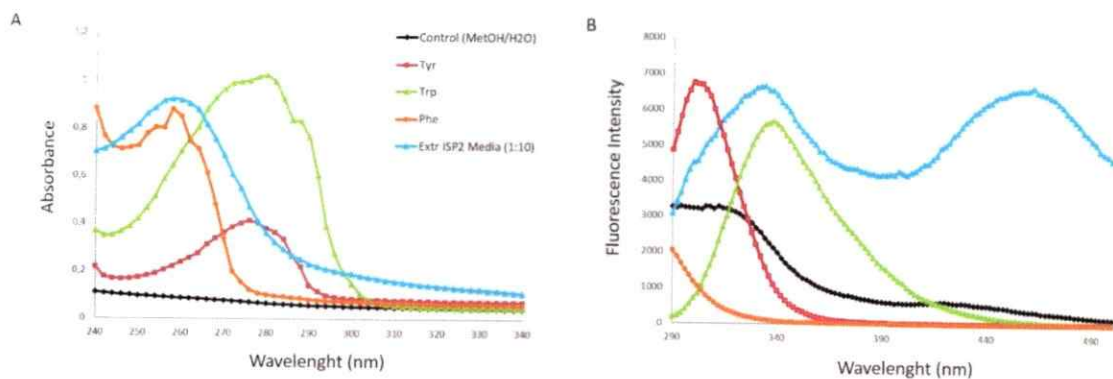 A
Absorbance
1,2
1
0,8
0,6
0,4
0,2
0
240 250 260 270 280 290 300 310 320 330 340
Wavelenght (nm)
Control (MetOH/H2O)
Tyr
Trp
Phe
Extr ISP2 Media (1:10)
B
Fluorescence Intensity
8000
7000
6000
5000
4000
3000
2000
1000
0
290 340 390 440 490
Wavelenght (nm)